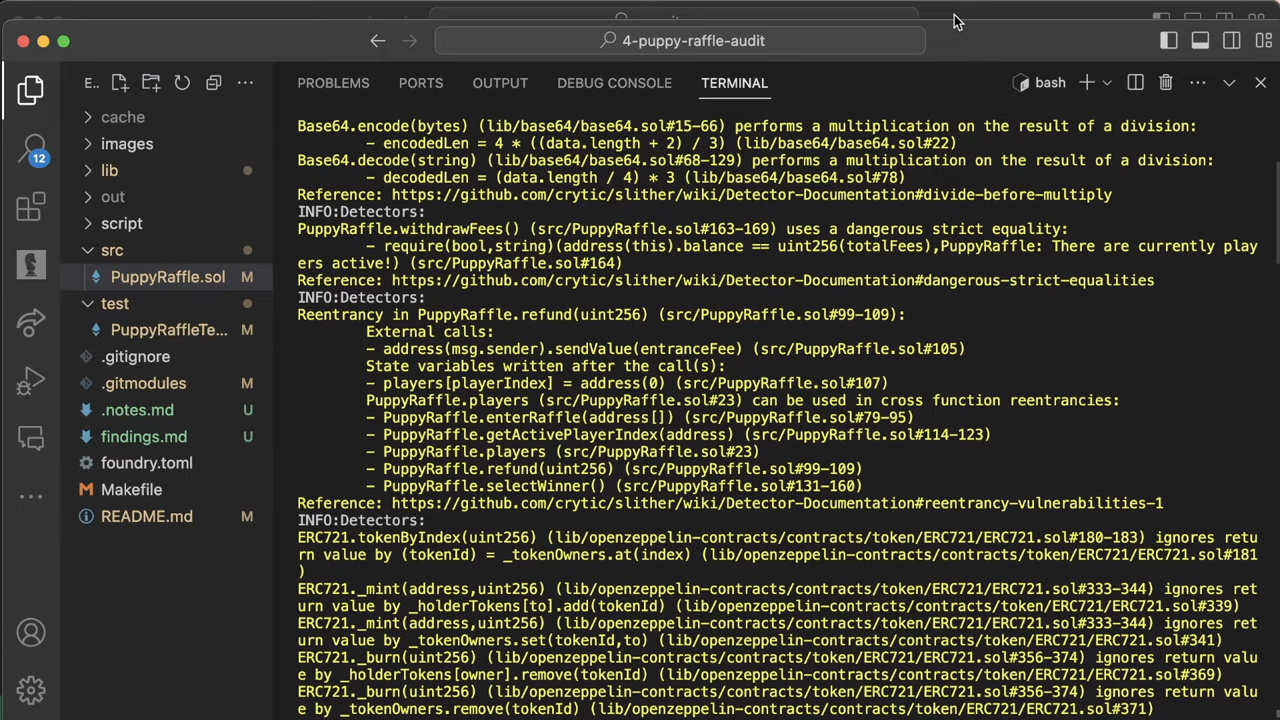 4-puppy-raffle-audit
E..
PROBLEMS
PORTS
OUTPUT
DEBUG CONSOLE
TERMINAL
bash
12
cache
images
lib
out
script
src
PuppyRaffle.sol M
test
PuppyRaffleTe... M
.gitignore
.gitmodules M
.notes.md U
findings.md U
foundry.toml
Makefile
README.md M
Base64.encode(bytes) (lib/base64/base64.sol#15-66) performs a multiplication on the result of a division:
- encodedLen = 4 * ((data.length + 2) / 3) (lib/base64/base64.sol#22)
Base64.decode(string) (lib/base64/base64.sol#68-129) performs a multiplication on the result of a division:
- decodedLen = (data.length / 4) * 3 (lib/base64/base64.sol#78)
Reference: https://github.com/crytic/slither/wiki/Detector-Documentation#divide-before-multiply
INFO:Detectors:
PuppyRaffle.withdrawFees() (src/PuppyRaffle.sol#163-169) uses a dangerous strict equality:
- require(bool,string)(address(this).balance == uint256(totalFees),PuppyRaffle: There are currently play
ers active!) (src/PuppyRaffle.sol#164)
Reference: https://github.com/crytic/slither/wiki/Detector-Documentation#dangerous-strict-equalities
INFO:Detectors:
Reentrancy in PuppyRaffle.refund(uint256) (src/PuppyRaffle.sol#99-109):
External calls:
- address(msg.sender).sendValue(entranceFee) (src/PuppyRaffle.sol#105)
State variables written after the call(s):
- players[playerIndex] = address(0) (src/PuppyRaffle.sol#107)
PuppyRaffle.players (src/PuppyRaffle.sol#23) can be used in cross function reentrancies:
- PuppyRaffle.enterRaffle(address[]) (src/PuppyRaffle.sol#79-95)
- PuppyRaffle.getActivePlayerIndex(address) (src/PuppyRaffle.sol#114-123)
- PuppyRaffle.players (src/PuppyRaffle.sol#23)
- PuppyRaffle.refund(uint256) (src/PuppyRaffle.sol#99-109)
- PuppyRaffle.selectWinner() (src/PuppyRaffle.sol#131-160)
Reference: https://github.com/crytic/slither/wiki/Detector-Documentation#reentrancy-vulnerabilities-1
INFO:Detectors:
ERC721.tokenByIndex(uint256) (lib/openzeppelin-contracts/contracts/token/ERC721/ERC721.sol#180-183) ignores retu
rn value by (tokenId) = _tokenOwners.at(index) (lib/openzeppelin-contracts/contracts/token/ERC721/ERC721.sol#181
)
ERC721._mint(address,uint256) (lib/openzeppelin-contracts/contracts/token/ERC721/ERC721.sol#333-344) ignores ret
urn value by _holderTokens[to].add(tokenId) (lib/openzeppelin-contracts/contracts/token/ERC721/ERC721.sol#339)
ERC721._mint(address,uint256) (lib/openzeppelin-contracts/contracts/token/ERC721/ERC721.sol#333-344) ignores ret
urn value by _tokenOwners.set(tokenId,to) (lib/openzeppelin-contracts/contracts/token/ERC721/ERC721.sol#341)
ERC721._burn(uint256) (lib/openzeppelin-contracts/contracts/token/ERC721/ERC721.sol#356-374) ignores return valu
e by _holderTokens[owner].remove(tokenId) (lib/openzeppelin-contracts/contracts/token/ERC721/ERC721.sol#369)
ERC721._burn(uint256) (lib/openzeppelin-contracts/contracts/token/ERC721/ERC721.sol#356-374) ignores return valu
e by _tokenOwners.remove(tokenId) (lib/openzeppelin-contracts/contracts/token/ERC721/ERC721.sol#371)